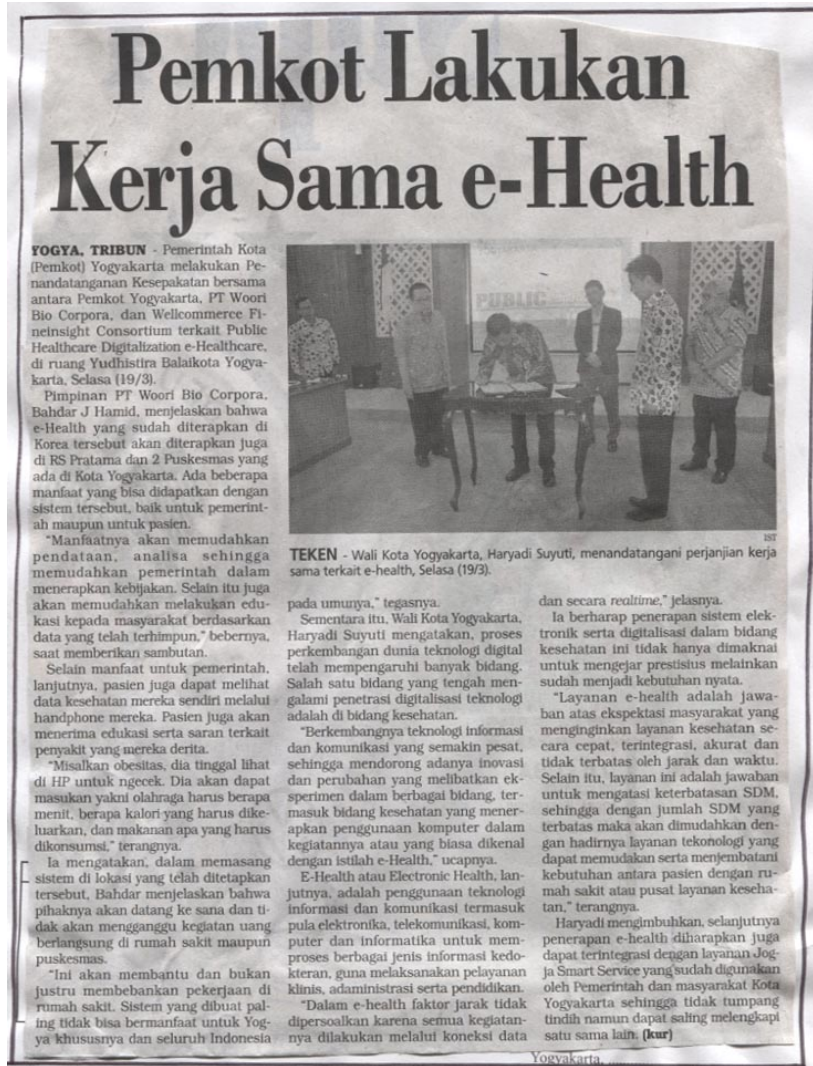 Pemkot Lakukan
Kerja Sama e-Health
YOGYA, TRIBUN - Pemerintah Kota
(Pemkot) Yogyakarta melakukan Pe-
nandatanganan Kesepakatan bersama
antara Pemkot Yogyakarta, PT Woori
Bio Corpora, dan Wellcommerce Fi-
neinsight Consortium terkait Public
Healthcare Digitalization e-Healthcare,
di ruang Yudhistira Balaikota Yogya-
karta, Selasa (19/3).
Pimpinan PT Woori Bio Corpora,
Bahdar J Hamid, menjelaskan bahwa
e-Health yang sudah diterapkan di
Korea tersebut akan diterapkan juga
di RS Pratama dan 2 Puskesmas yang
ada di Kota Yogyakarta. Ada beberapa
manfaat yang bisa didapatkan dengan
sistem tersebut, baik untuk pemerint-
ah maupun untuk pasien.
"Manfaatnya akan memudahkan
pendataan, analisa sehingga
memudahkan pemerintah dalam
menerapkan kebijakan. Selain itu juga
akan memudahkan melakukan edu-
kasi kepada masyarakat berdasarkan
data yang telah terhimpun," bebernya,
saat memberikan sambutan.
Selain manfaat untuk pemerintah,
lanjutnya, pasien juga dapat melihat
data kesehatan mereka sendiri melalui
handphone mereka. Pasien juga akan
menerima edukasi serta saran terkait
penyakit yang mereka derita.
"Misalkan obesitas, dia tinggal lihat
di HP untuk ngecek. Dia akan dapat
masukan yakni olahraga harus berapa
menit, berapa kalori yang harus dike-
luarkan, dan makanan apa yang harus
dikonsumsi," terangnya.
Ia mengatakan, dalam memasang
sistem di lokasi yang telah ditetapkan
tersebut, Bahdar menjelaskan bahwa
pihaknya akan datang ke sana dan ti-
dak akan mengganggu kegiatan uang
berlangsung di rumah sakit maupun
puskesmas.
"Ini akan membantu dan bukan
justru membebankan pekerjaan di
rumah sakit. Sistem yang dibuat pal-
ing tidak bisa bermanfaat untuk Yog-
ya khususnya dan seluruh Indonesia
PUBLIC
IST
TEKEN - Wali Kota Yogyakarta, Haryadi Suyuti, menandatangani perjanjian kerja
sama terkait e-health, Selasa (19/3).
pada umunya," tegasnya.
Sementara itu, Wali Kota Yogyakarta,
Haryadi Suyuti mengatakan, proses
perkembangan dunia teknologi digital
telah mempengaruhi banyak bidang.
Salah satu bidang yang tengah men-
galami penetrasi digitalisasi teknologi
adalah di bidang kesehatan.
"Berkembangnya teknologi informasi
dan komunikasi yang semakin pesat,
sehingga mendorong adanya inovasi
dan perubahan yang melibatkan ek-
sperimen dalam berbagai bidang, ter-
masuk bidang kesehatan yang mener-
apkan penggunaan komputer dalam
kegiatannya atau yang biasa dikenal
dengan istilah e-Health," ucapnya.
E-Health atau Electronic Health, lan-
jutnya, adalah penggunaan teknologi
informasi dan komunikasi termasuk
pula elektronika, telekomunikasi, kom-
puter dan informatika untuk mem-
proses berbagai jenis informasi kedo-
kteran, guna melaksanakan pelayanan
klinis, adaministrasi serta pendidikan.
"Dalam e-health faktor jarak tidak
dipersoalkan karena semua kegiatan-
nya dilakukan melalui koneksi data
dan secara realtime," jelasnya.
Ia berharap penerapan sistem elek-
tronik serta digitalisasi dalam bidang
kesehatan ini tidak hanya dimaknai
untuk mengejar prestisius melainkan
sudah menjadi kebutuhan nyata.
"Layanan e-health adalah jawa-
ban atas ekspektasi masyarakat yang
menginginkan layanan kesehatan se-
cara cepat, terintegrasi, akurat dan
tidak terbatas oleh jarak dan waktu.
Selain itu, layanan ini adalah jawaban
untuk mengatasi keterbatasan SDM,
sehingga dengan jumlah SDM yang
terbatas maka akan dimudahkan den-
gan hadirnya layanan tekonologi yang
dapat memudakan serta menjembatani
kebutuhan antara pasien dengan ru-
mah sakit atau pusat layanan keseha-
tan," terangnya.
Haryadi mengimbuhkan, selanjutnya
penerapan e-health diharapkan juga
dapat terintegrasi dengan layanan Jog-
ja Smart Service yang sudah digunakan
oleh Pemerintah dan masyarakat Kota
Yogyakarta sehingga tidak tumpang
tindih namun dapat saling melengkapi
satu sama lain. (kur)
Yogyakarta, ..........